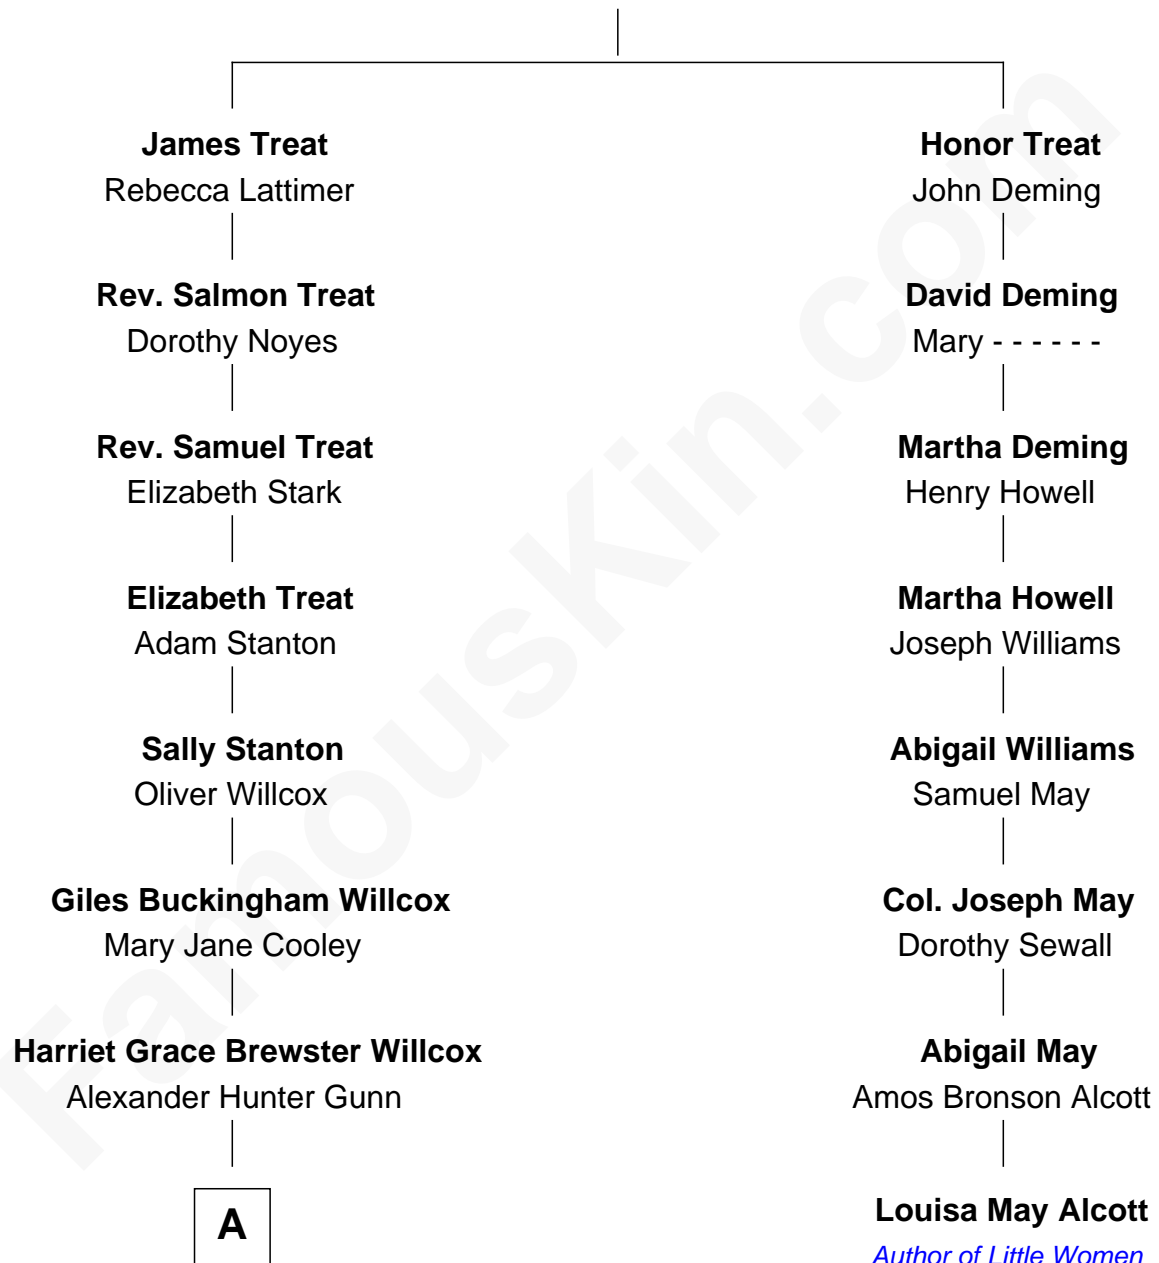 James Treat
Rebecca Lattimer
Rev. Salmon Treat
Dorothy Noyes
Rev. Samuel Treat
Elizabeth Stark
Elizabeth Treat
Adam Stanton
Sally Stanton
Oliver Willcox
Giles Buckingham Willcox
Mary Jane Cooley
Harriet Grace Brewster Willcox
Alexander Hunter Gunn
A
Honor Treat
John Deming
David Deming
Mary - - - - - -
Martha Deming
Henry Howell
Martha Howell
Joseph Williams
Abigail Williams
Samuel May
Col. Joseph May
Dorothy Sewall
Abigail May
Amos Bronson Alcott
Louisa May Alcott
Author of Little Women
FamousKin.com